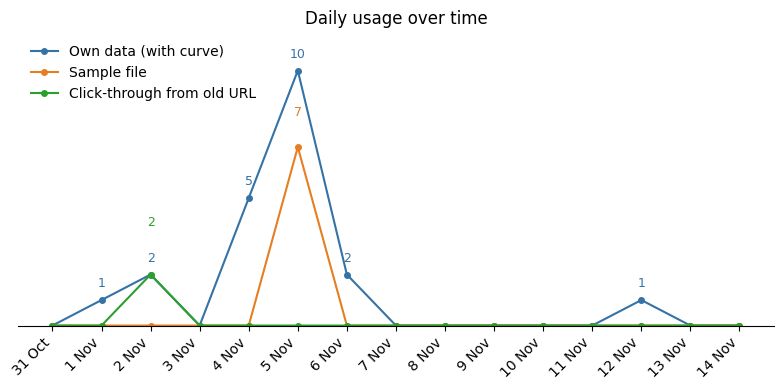 Daily usage over time
Own data (with curve)
Sample file
Click-through from old URL
10
7
5
2
2
2
1
1
31 Oct
1 Nov
2 Nov
3 Nov
4 Nov
5 Nov
6 Nov
7 Nov
8 Nov
9 Nov
10 Nov
11 Nov
12 Nov
13 Nov
14 Nov